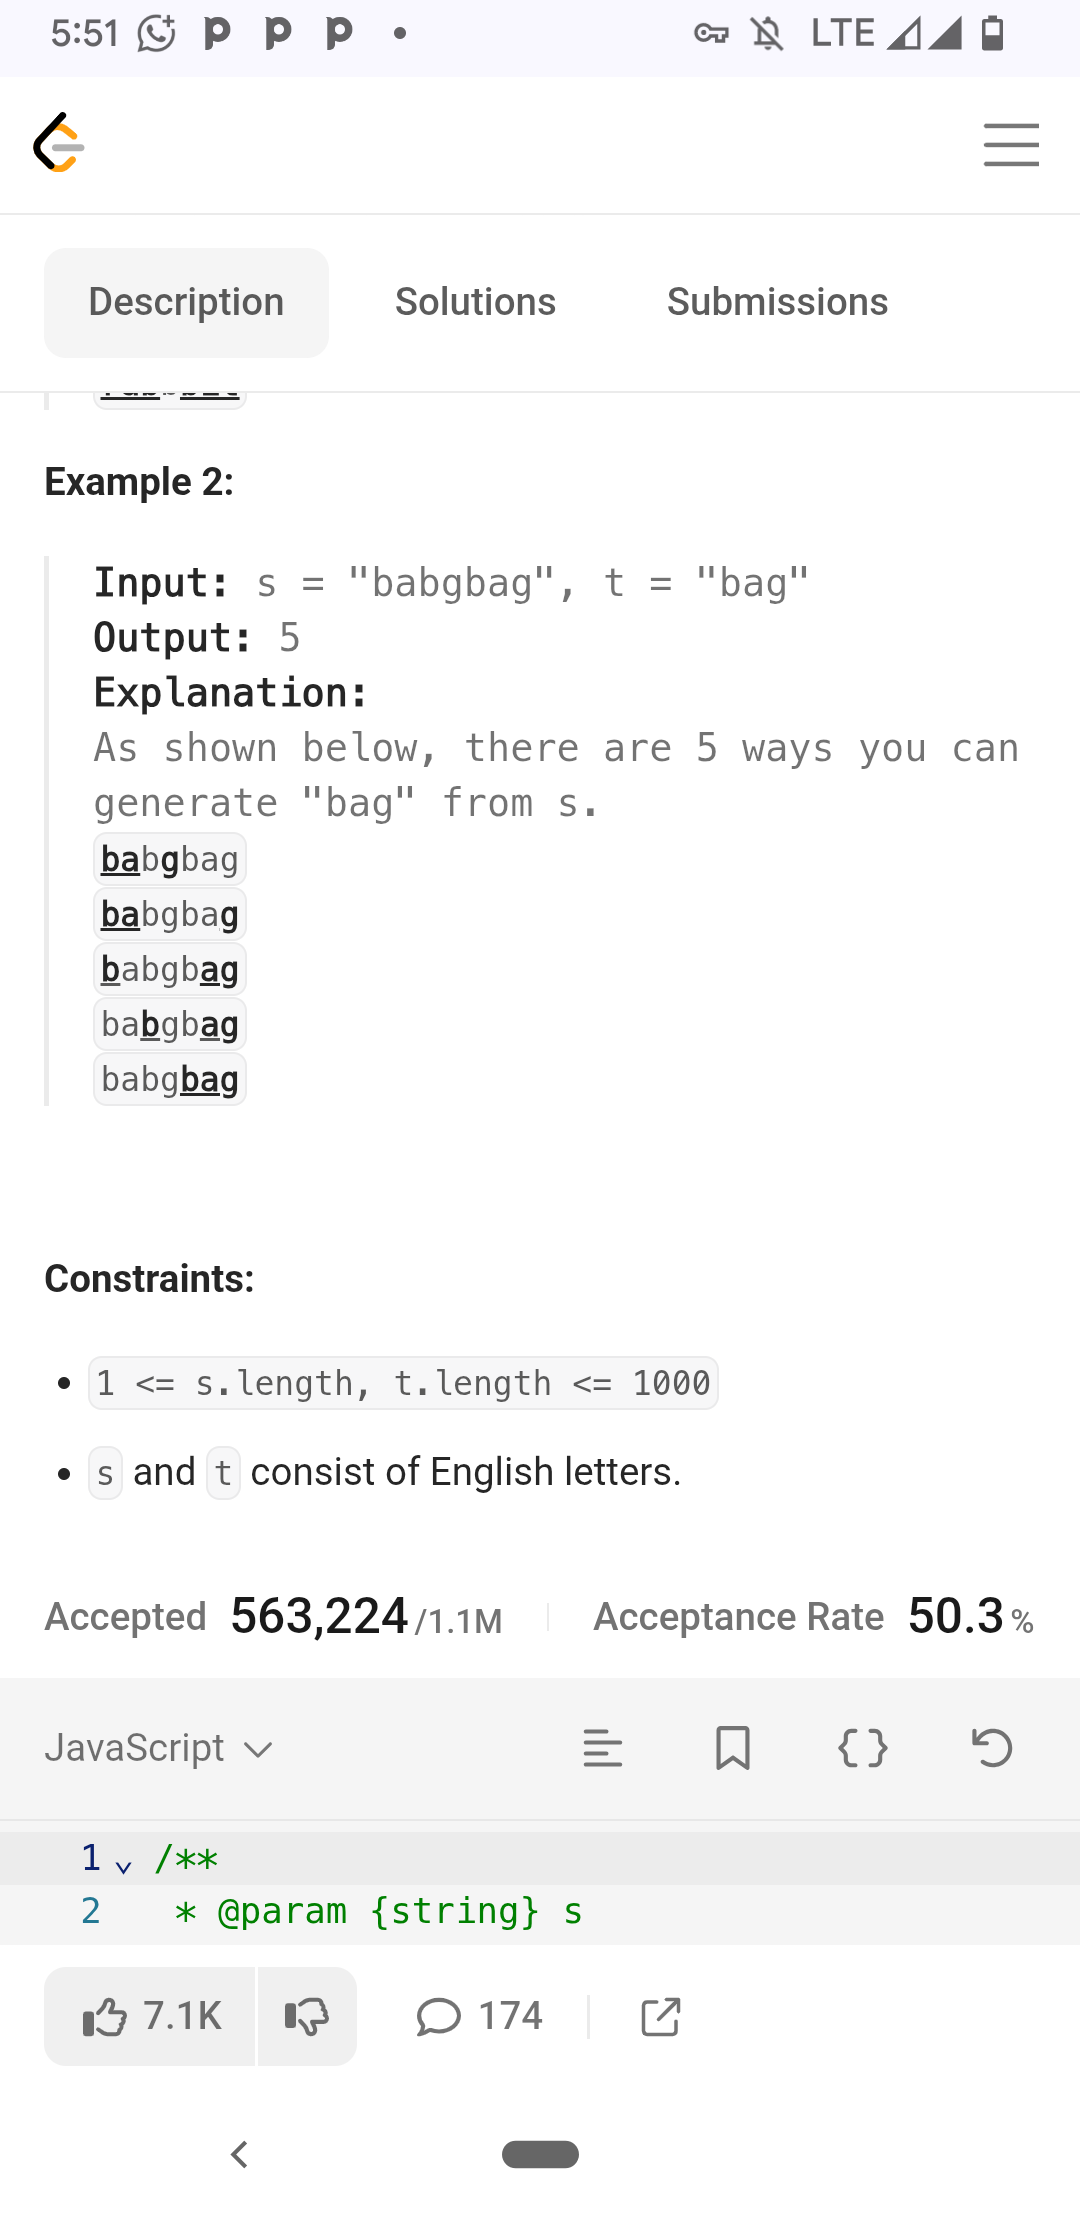 5:51 LTE
Description Solutions Submissions
Example 2:
Input: s = "babgbag", t = "bag"
Output: 5
Explanation:
As shown below, there are 5 ways you can
generate "bag" from s.
babgbag
babgbag
babgbag
babgbag
babgbag
Constraints:
• 1 <= s.length, t.length <= 1000
• s and t consist of English letters.
Accepted 563,224/1.1M Acceptance Rate 50.3%
JavaScript
1 /**
2 * @param {string} s
7.1K 174